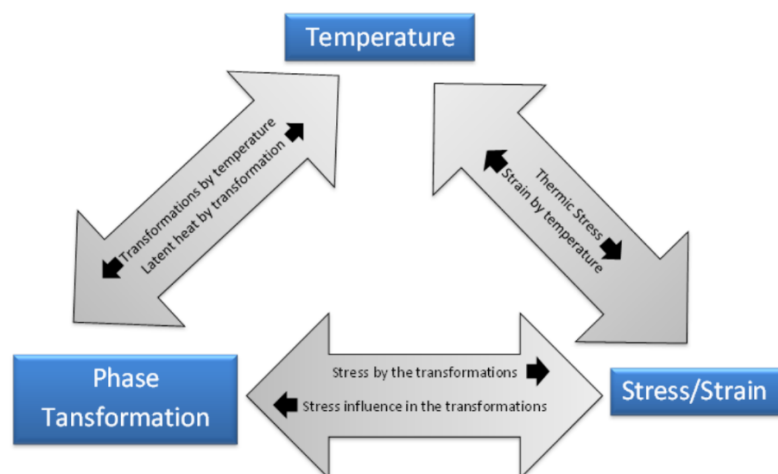 Temperature
Transformations by temperature
Latent heat by transformation
Thermic Stress
Strain by temperature
Phase
Tansformation
Stress by the transformations
Stress influence in the transformations
Stress/Strain